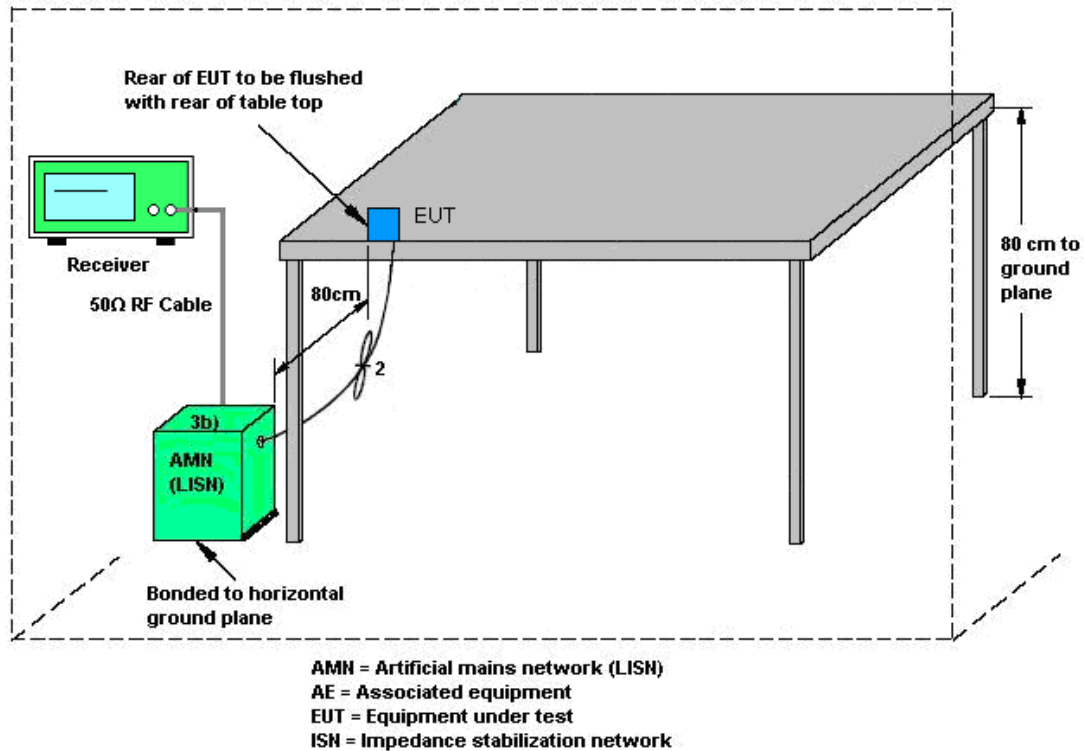 Rear of EUT to be flushed
with rear of table top
EUT
Receiver
50Ω RF Cable
80cm
80 cm to
ground
plane
2
3b)
AMN
(LISN)
Bonded to horizontal
ground plane
AMN = Artificial mains network (LISN)
AE = Associated equipment
EUT = Equipment under test
ISN = Impedance stabilization network